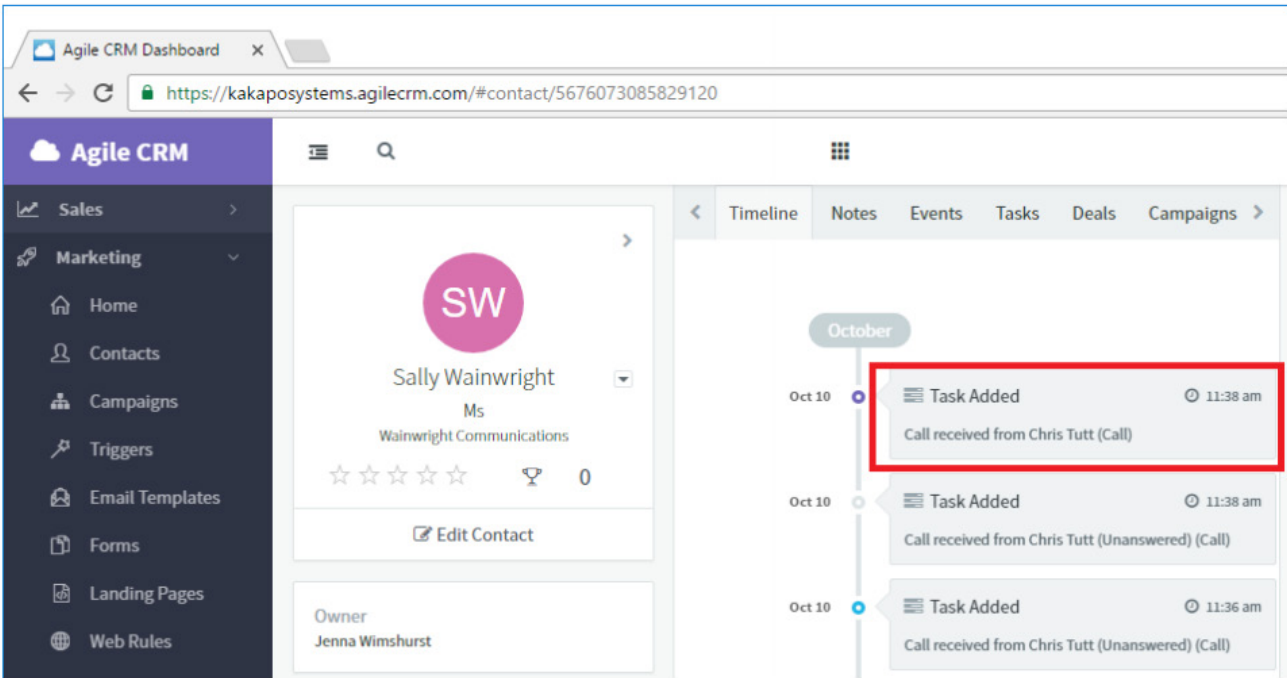 Agile CRM Dashboard
https://kakaposystems.agilecrm.com/#contact/5676073085829120
Agile CRM
Sales
Marketing
Home
Contacts
Campaigns
Triggers
Email Templates
Forms
Landing Pages
Web Rules
SW
Sally Wainwright
Ms
Wainwright Communications
0
Edit Contact
Owner
Jenna Wimshurst
Timeline Notes Events Tasks Deals Campaigns
October
Oct 10 Task Added 11:38 am
Call received from Chris Tutt (Call)
Oct 10 Task Added 11:38 am
Call received from Chris Tutt (Unanswered) (Call)
Oct 10 Task Added 11:36 am
Call received from Chris Tutt (Unanswered) (Call)